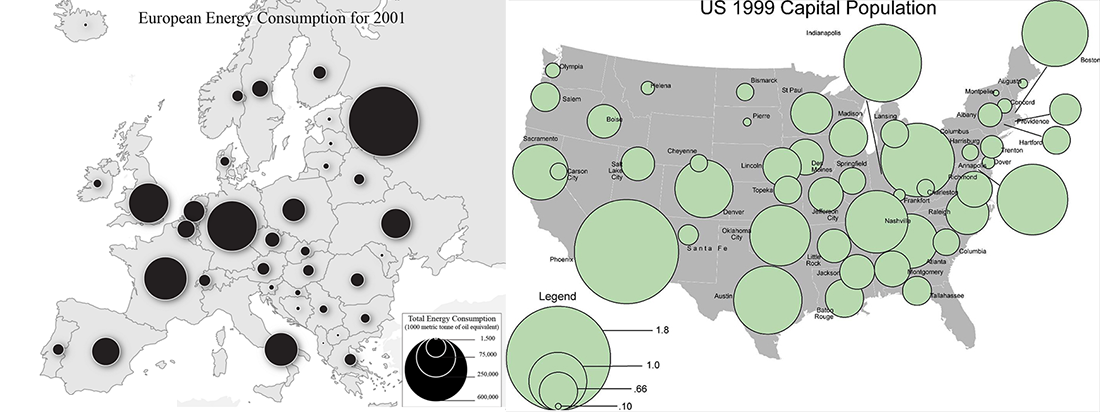 European Energy Consumption for 2001
Total Energy Consumption
(1000 metric tonne of oil equivalent)
1,500
75,000
250,000
600,000
US 1999 Capital Population
Indianapolis
Boston
Olympia
Helena
Bismarck
St Paul
Augusta
Montpelier
Salem
Concord
Boise
Pierre
Madison
Lansing
Albany
Providence
Sacramento
Columbus
Harrisburg
Hartford
Trenton
Cheyenne
Lincoln
Des
Moines
Springfield
Dover
Annapolis
Carson
City
Salt
Lake
City
Topeka
Richmond
Charleston
Frankfort
Denver
Jefferson
City
Nashville
Raleigh
Oklahoma
City
Santa Fe
Columbia
Phoenix
Little
Rock
Atlanta
Jackson
Montgomery
Austin
Baton
Rouge
Tallahassee
Legend
1.8
1.0
.66
.10